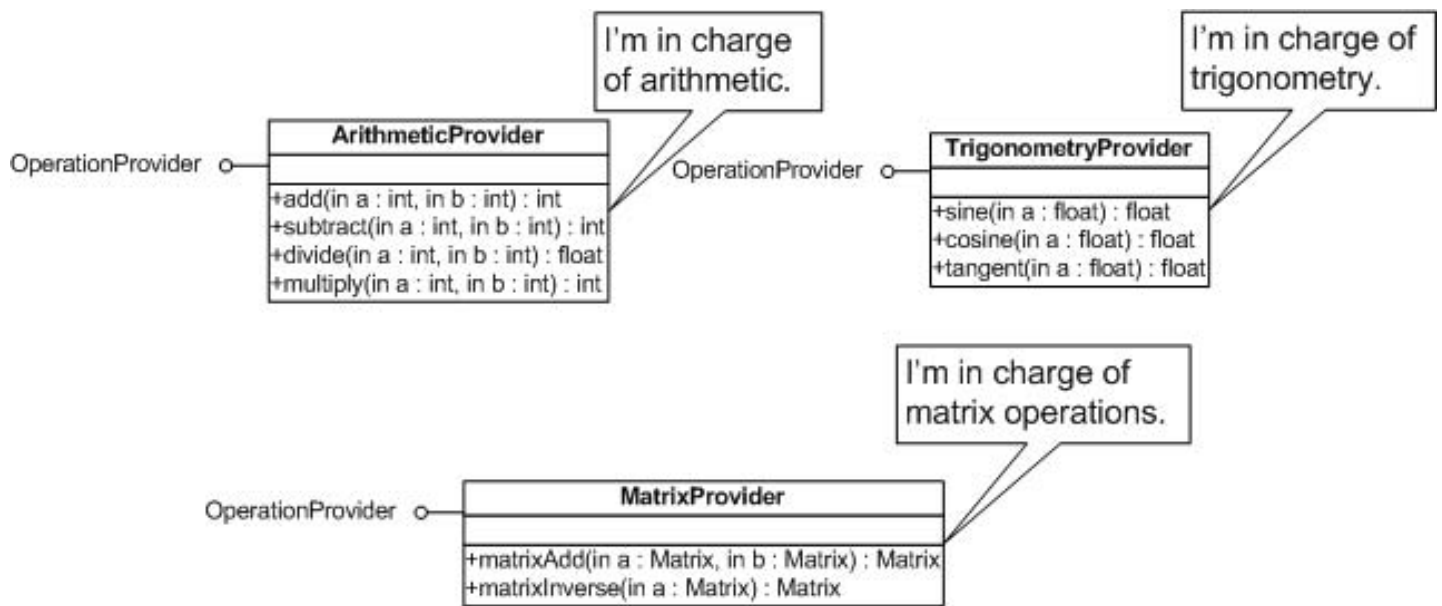 I'm in charge
of arithmetic.
I'm in charge of
trigonometry.
ArithmeticProvider
OperationProvider
+add(in a : int, in b : int) : int
+subtract(in a : int, in b : int) : int
+divide(in a : int, in b : int) : float
+multiply(in a : int, in b : int) : int
TrigonometryProvider
OperationProvider
+sine(in a : float) : float
+cosine(in a : float) : float
+tangent(in a : float) : float
I'm in charge of
matrix operations.
MatrixProvider
OperationProvider
+matrixAdd(in a : Matrix, in b : Matrix) : Matrix
+matrixInverse(in a : Matrix) : Matrix